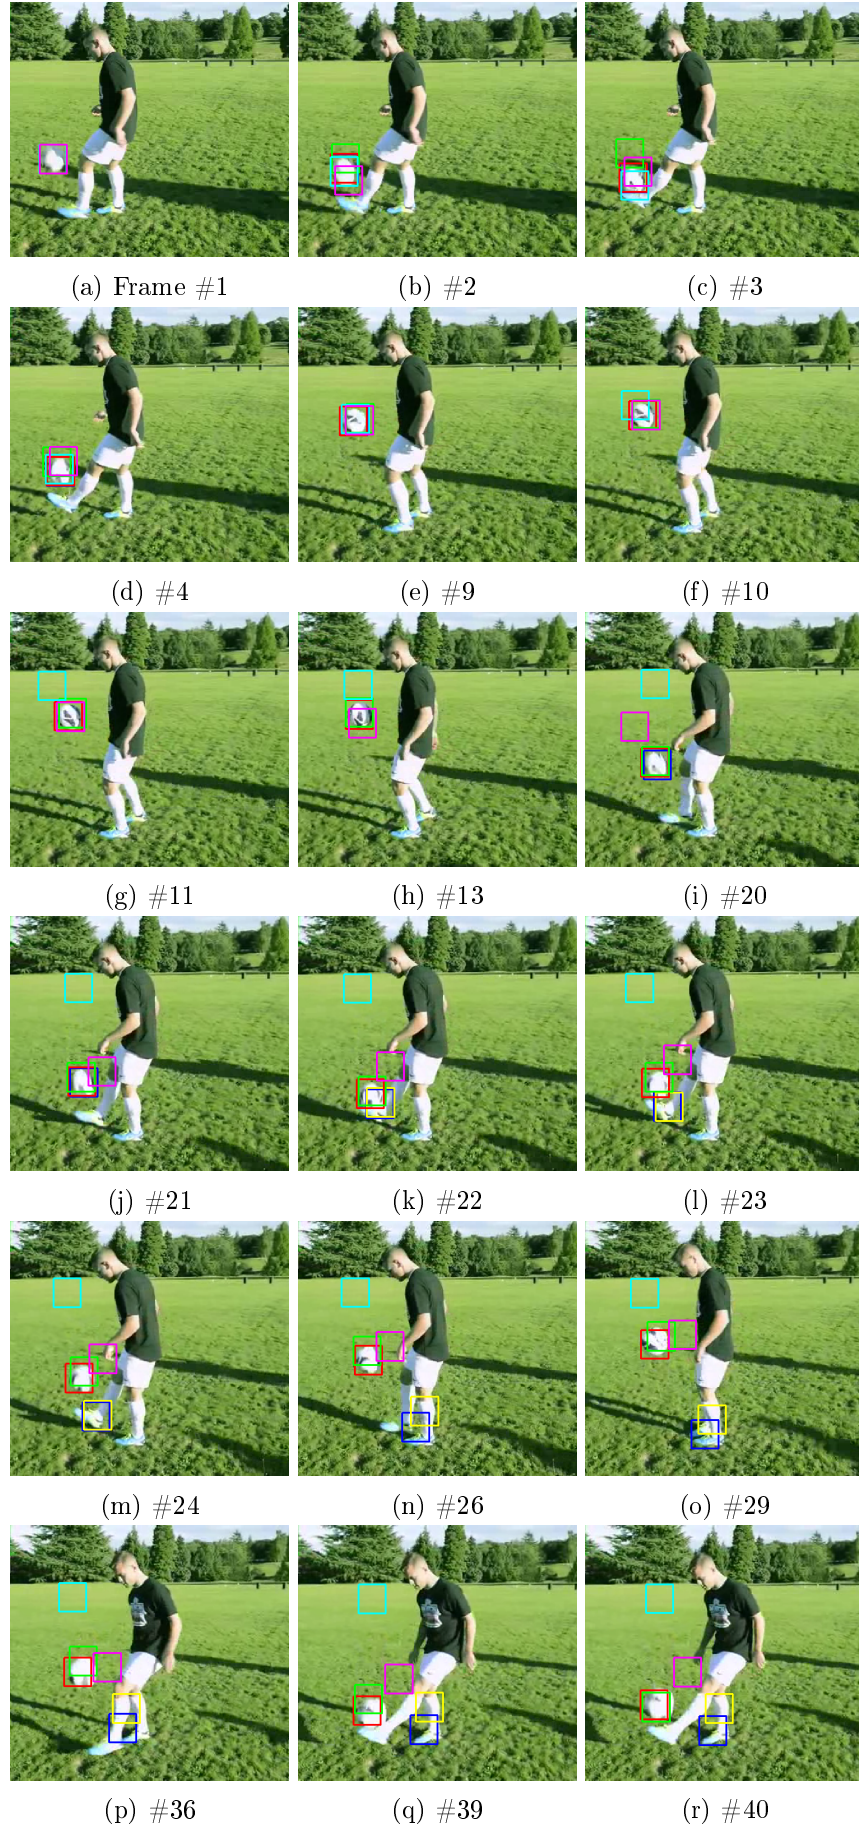 (a) Frame #1
(b) #2
(c) #3
(d) #4
(e) #9
(f) #10
(g) #11
(h) #13
(i) #20
(j) #21
(k) #22
(l) #23
(m) #24
(n) #26
(o) #29
(p) #36
(q) #39
(r) #40